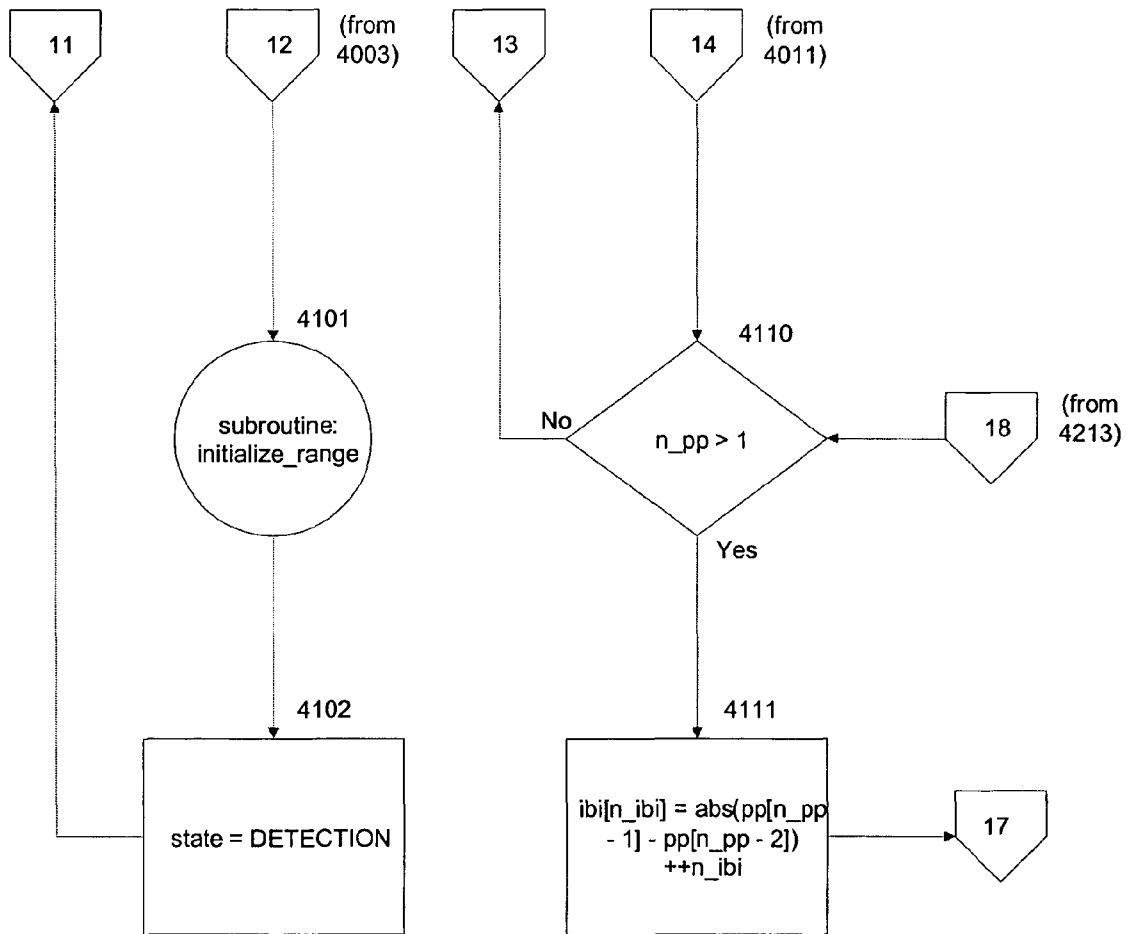 11
12
(from
4003)
13
14
(from
4011)
4101
subroutine:
initialize_range
4110
No
n_pp > 1
18
(from
4213)
Yes
4102
state = DETECTION
4111
ibi[n_ibi] = abs(pp[n_pp
- 1] - pp[n_pp - 2])
++n_ibi
17